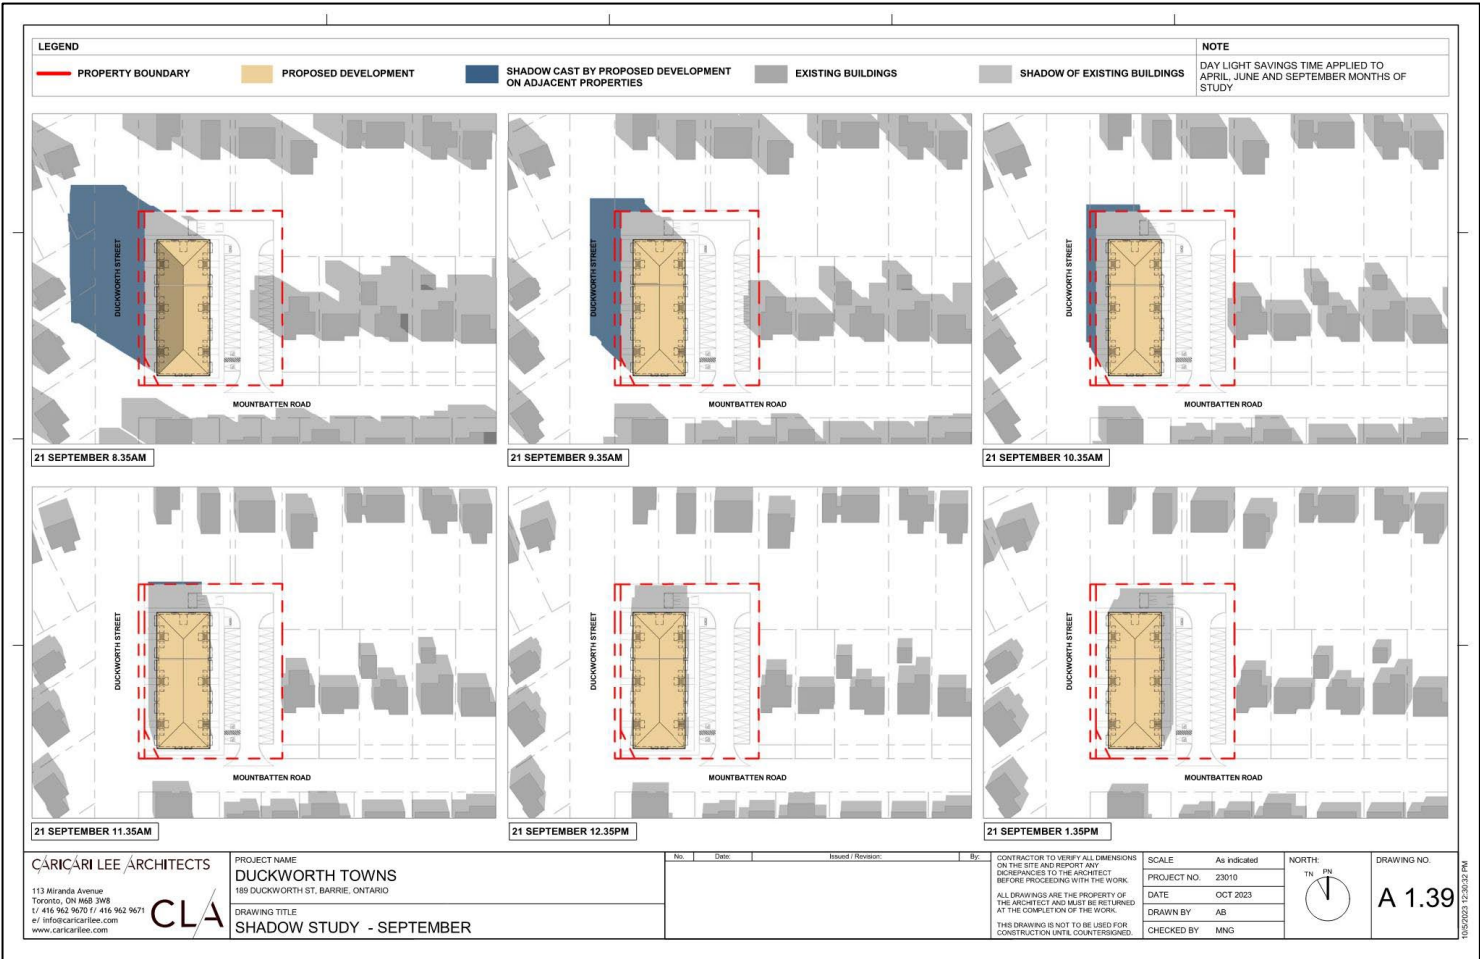 LEGEND
PROPERTY BOUNDARY
PROPOSED DEVELOPMENT
SHADOW CAST BY PROPOSED DEVELOPMENT
ON ADJACENT PROPERTIES
EXISTING BUILDINGS
SHADOW OF EXISTING BUILDINGS
NOTE
DAY LIGHT SAVINGS TIME APPLIED TO
APRIL, JUNE AND SEPTEMBER MONTHS OF
STUDY
DUCKWORTH STREET
MOUNTBATTEN ROAD
21 SEPTEMBER 8.35AM
DUCKWORTH STREET
MOUNTBATTEN ROAD
21 SEPTEMBER 9.35AM
DUCKWORTH STREET
MOUNTBATTEN ROAD
21 SEPTEMBER 10.35AM
DUCKWORTH STREET
MOUNTBATTEN ROAD
21 SEPTEMBER 11.35AM
DUCKWORTH STREET
MOUNTBATTEN ROAD
21 SEPTEMBER 12.35PM
DUCKWORTH STREET
MOUNTBATTEN ROAD
21 SEPTEMBER 1.35PM
CARICARI LEE ARCHITECTS
113 Miranda Avenue
Toronto, ON M6B 3W8
t/ 416 962 9670 f/ 416 962 9671
e/ info@caricarilee.com
www.caricarilee.com
CLA
PROJECT NAME
DUCKWORTH TOWNS
189 DUCKWORTH ST, BARRIE, ONTARIO
DRAWING TITLE
SHADOW STUDY - SEPTEMBER
No. Date: Issued / Revision: By:
CONTRACTOR TO VERIFY ALL DIMENSIONS
ON THE SITE AND REPORT ANY
DICREPANCIES TO THE ARCHITECT
BEFORE PROCEEDING WITH THE WORK.
ALL DRAWINGS ARE THE PROPERTY OF
THE ARCHITECT AND MUST BE RETURNED
AT THE COMPLETION OF THE WORK.
THIS DRAWING IS NOT TO BE USED FOR
CONSTRUCTION UNTIL COUNTERSIGNED.
SCALE As indicated
PROJECT NO. 23010
DATE OCT 2023
DRAWN BY AB
CHECKED BY MNG
NORTH:
TN PN
DRAWING NO.
A 1.39
10/5/2023 12:30:32 PM